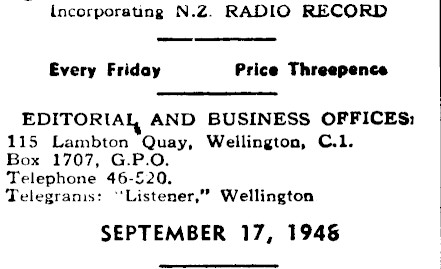 Incorporating N.Z. RADIO RECORD
Every Friday Price Threepence
EDITORIAL AND BUSINESS OFFICES:
115 Lambton Quay, Wellington, C.1.
Box 1707, G.P.O.
Telephone 46-520.
Telegrams: "Listener," Wellington
SEPTEMBER 17, 1948